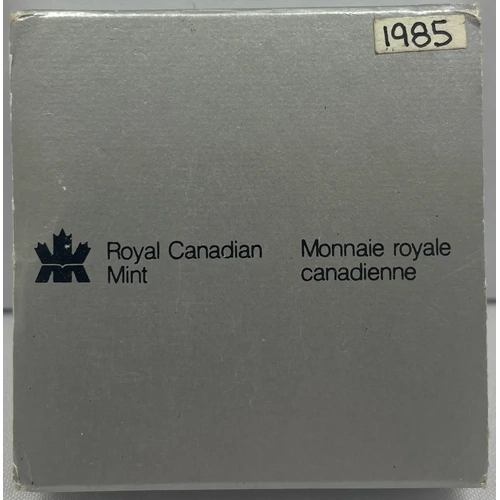 1985
Royal Canadian
Mint
Monnaie royale
canadienne